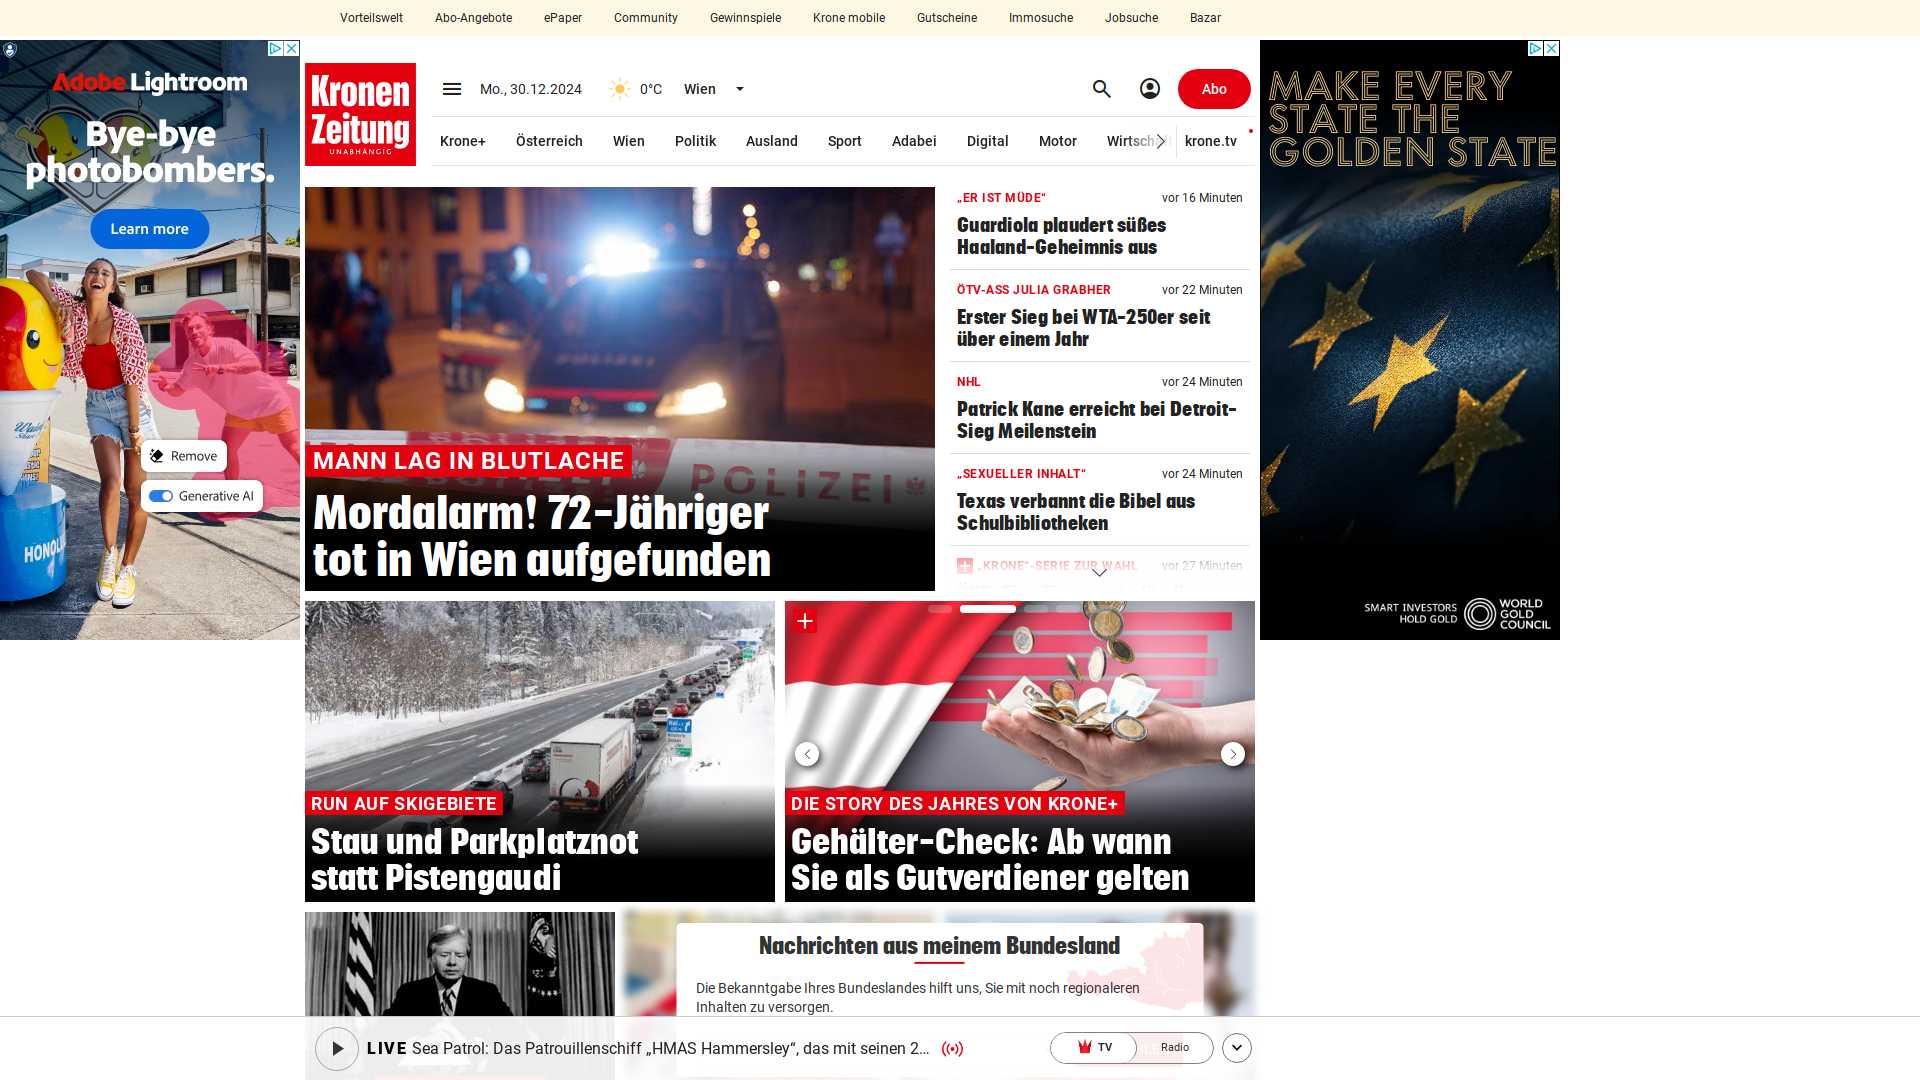 Vorteilswelt Abo-Angebote ePaper Community Gewinnspiele Krone mobile Gutscheine Immosuche Jobsuche Bazar
Adobe Lightroom
Bye-bye
photobombers.
Learn more
Remove
Generative AI
HONOL
Kronen
Zeitung
UNABHÄNGIG
Mo., 30.12.2024 0°C Wien
Abo
Krone+ Österreich Wien Politik Ausland Sport Adabei Digital Motor Wirtsch krone.tv
POLIZEI
MANN LAG IN BLUTLACHE
Mordalarm! 72-Jähriger
tot in Wien aufgefunden
„ER IST MÜDE“ vor 16 Minuten
Guardiola plaudert süßes
Haaland-Geheimnis aus
ÖTV-ASS JULIA GRABHER vor 22 Minuten
Erster Sieg bei WTA-250er seit
über einem Jahr
NHL vor 24 Minuten
Patrick Kane erreicht bei Detroit-
Sieg Meilenstein
„SEXUELLER INHALT“ vor 24 Minuten
Texas verbannt die Bibel aus
Schulbibliotheken
„KRONE“-SERIE ZUR WAHL vor 27 Minuten
MAKE EVERY
STATE THE
GOLDEN STATE
SMART INVESTORS
HOLD GOLD
WORLD
GOLD
COUNCIL
RUN AUF SKIGEBIETE
Stau und Parkplatznot
statt Pistengaudi
DIE STORY DES JAHRES VON KRONE+
Gehälter-Check: Ab wann
Sie als Gutverdiener gelten
Nachrichten aus meinem Bundesland
Die Bekanntgabe Ihres Bundeslandes hilft uns, Sie mit noch regionaleren
Inhalten zu versorgen.
LIVE Sea Patrol: Das Patrouillenschiff „HMAS Hammersley“, das mit seinen 2...
TV Radio